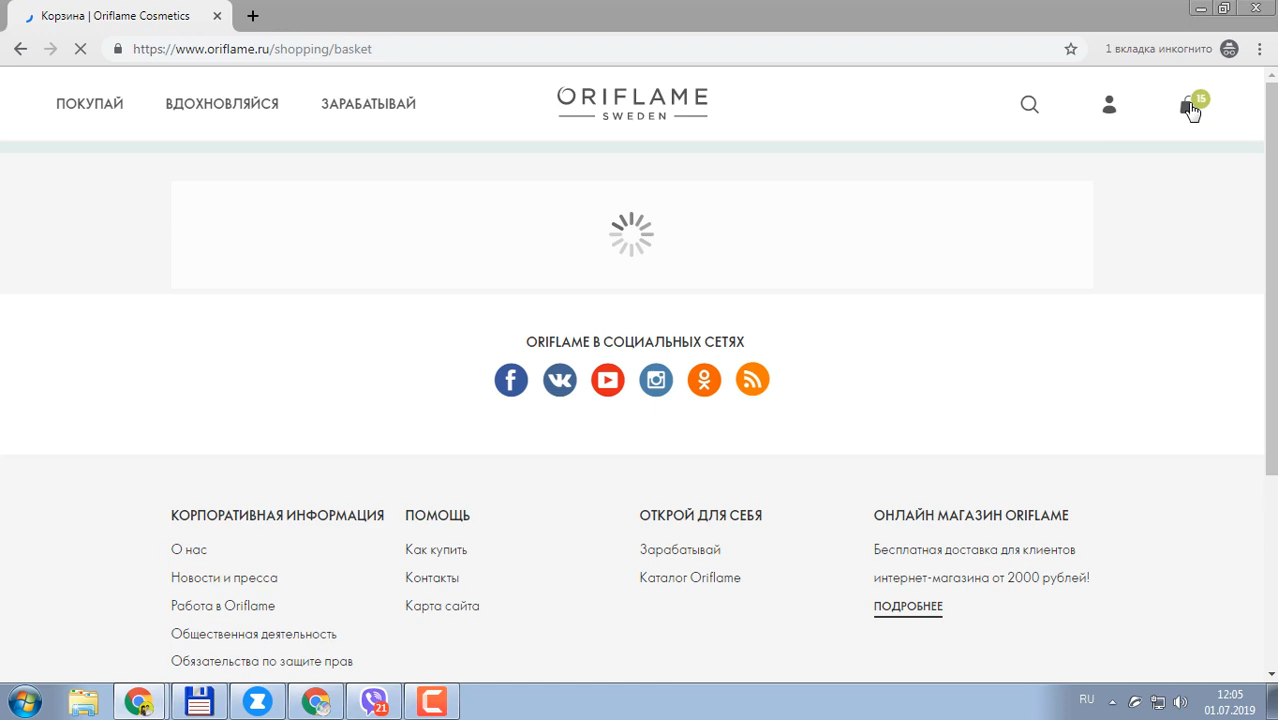 Корзина | Oriflame Cosmetics
https://www.oriflame.ru/shopping/basket
1 вкладка инкогнито
ПОКУПАЙ
ВДОХНОВЛЯЙСЯ
ЗАРАБАТЫВАЙ
ORIFLAME
SWEDEN
15
ORIFLAME В СОЦИАЛЬНЫХ СЕТЯХ
КОРПОРАТИВНАЯ ИНФОРМАЦИЯ
О нас
Новости и пресса
Работа в Oriflame
Общественная деятельность
Обязательства по защите прав
ПОМОЩЬ
Как купить
Контакты
Карта сайта
ОТКРОЙ ДЛЯ СЕБЯ
Зарабатывай
Каталог Oriflame
ОНЛАЙН МАГАЗИН ORIFLAME
Бесплатная доставка для клиентов
интернет-магазина от 2000 рублей!
ПОДРОБНЕЕ
21
RU
12:05
01.07.2019